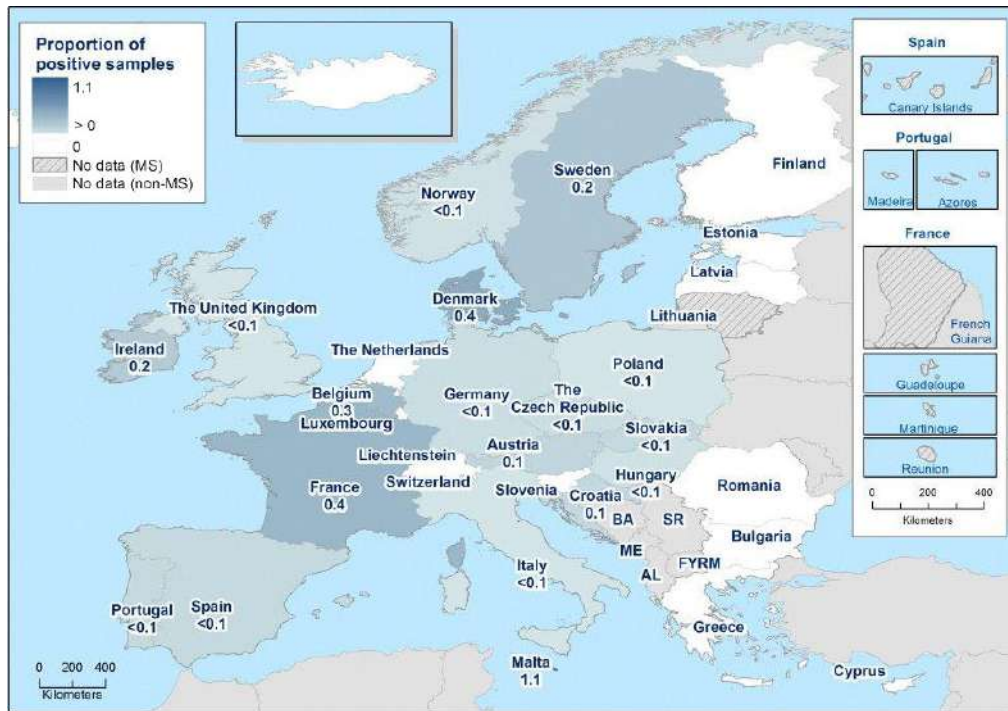 Proportion of
positive samples
1.1
> 0
0
No data (MS)
No data (non-MS)
Norway
<0.1
Sweden
0.2
Finland
Estonia
Latvia
Lithuania
Denmark
0.4
The United Kingdom
<0.1
Ireland
0.2
The Netherlands
Belgium
0.3
Luxembourg
Germany
<0.1
Poland
<0.1
The
Czech Republic
<0.1
Slovakia
<0.1
Austria
0.1
Liechtenstein
Switzerland
France
0.4
Slovenia
Hungary
<0.1
Croatia
0.1
Romania
BA
SR
Bulgaria
ME
AL
FYRM
Italy
<0.1
Portugal
<0.1
Spain
<0.1
Greece
Malta
1.1
Cyprus
0 200 400
Kilometers
Spain
Canary Islands
Portugal
Madeira
Azores
France
French
Guiana
Guadeloupe
Martinique
Reunion
0 200 400
Kilometers